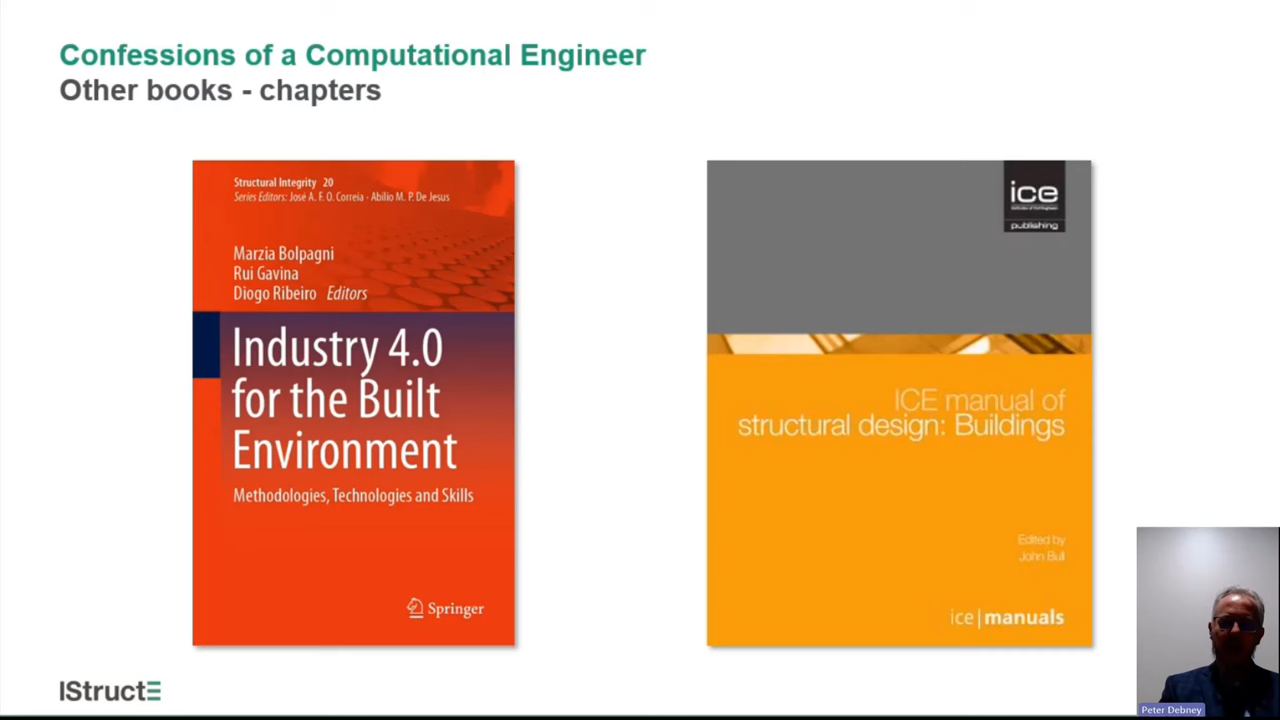 Confessions of a Computational Engineer
Other books - chapters
Structural Integrity 20
Series Editors: José A. F. O. Correia · Abílio M. P. De Jesus
Marzia Bolpagni
Rui Gavina
Diogo Ribeiro Editors
Industry 4.0
for the Built
Environment
Methodologies, Technologies and Skills
Springer
ice
publishing
ICE manual of
structural design: Buildings
Edited by
John Bull
ice|manuals
IStructE
Peter Debney